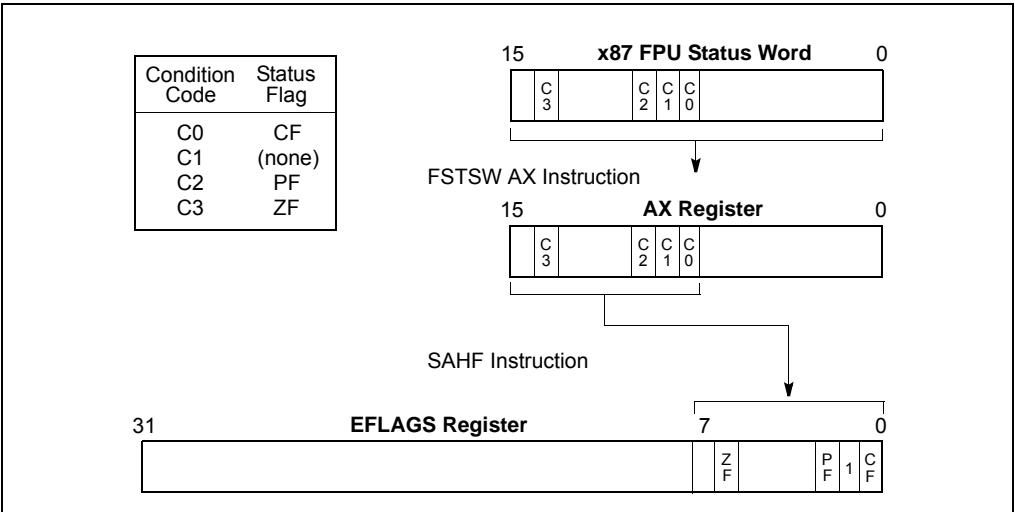 Condition Code Status Flag
C0 CF
C1 (none)
C2 PF
C3 ZF
15 x87 FPU Status Word 0
C3 C2 C1 C0
FSTSW AX Instruction
15 AX Register 0
C3 C2 C1 C0
SAHF Instruction
31 EFLAGS Register 7 0
ZF PF 1 CF